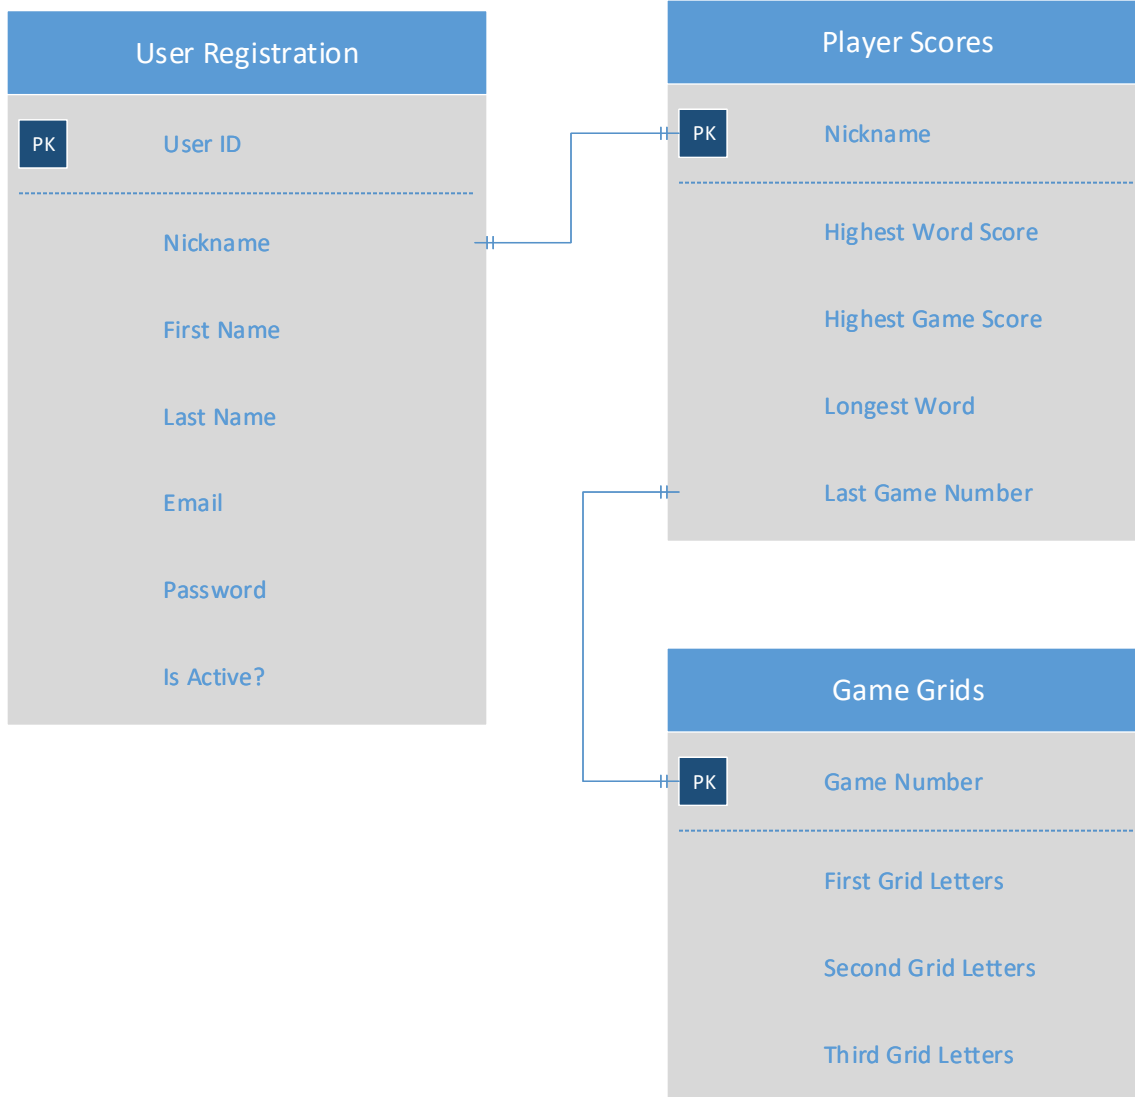 User Registration
PK
User ID
Nickname
First Name
Last Name
Email
Password
Is Active?
Player Scores
PK
Nickname
Highest Word Score
Highest Game Score
Longest Word
Last Game Number
Game Grids
PK
Game Number
First Grid Letters
Second Grid Letters
Third Grid Letters